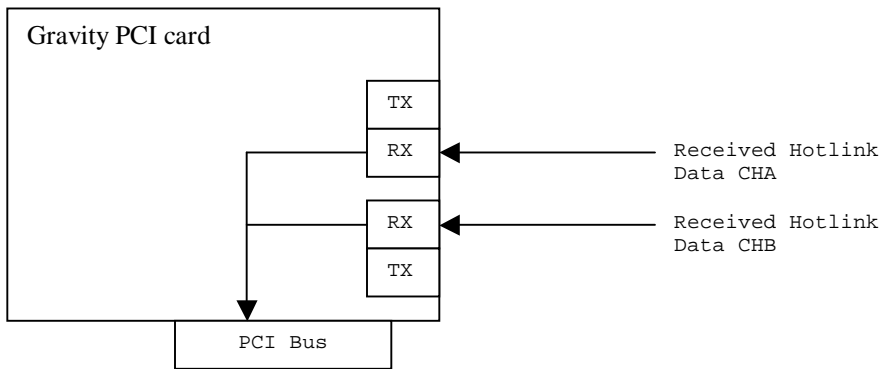 Gravity PCI card
TX
RX
Received Hotlink
Data CHA
RX
Received Hotlink
Data CHB
TX
PCI Bus